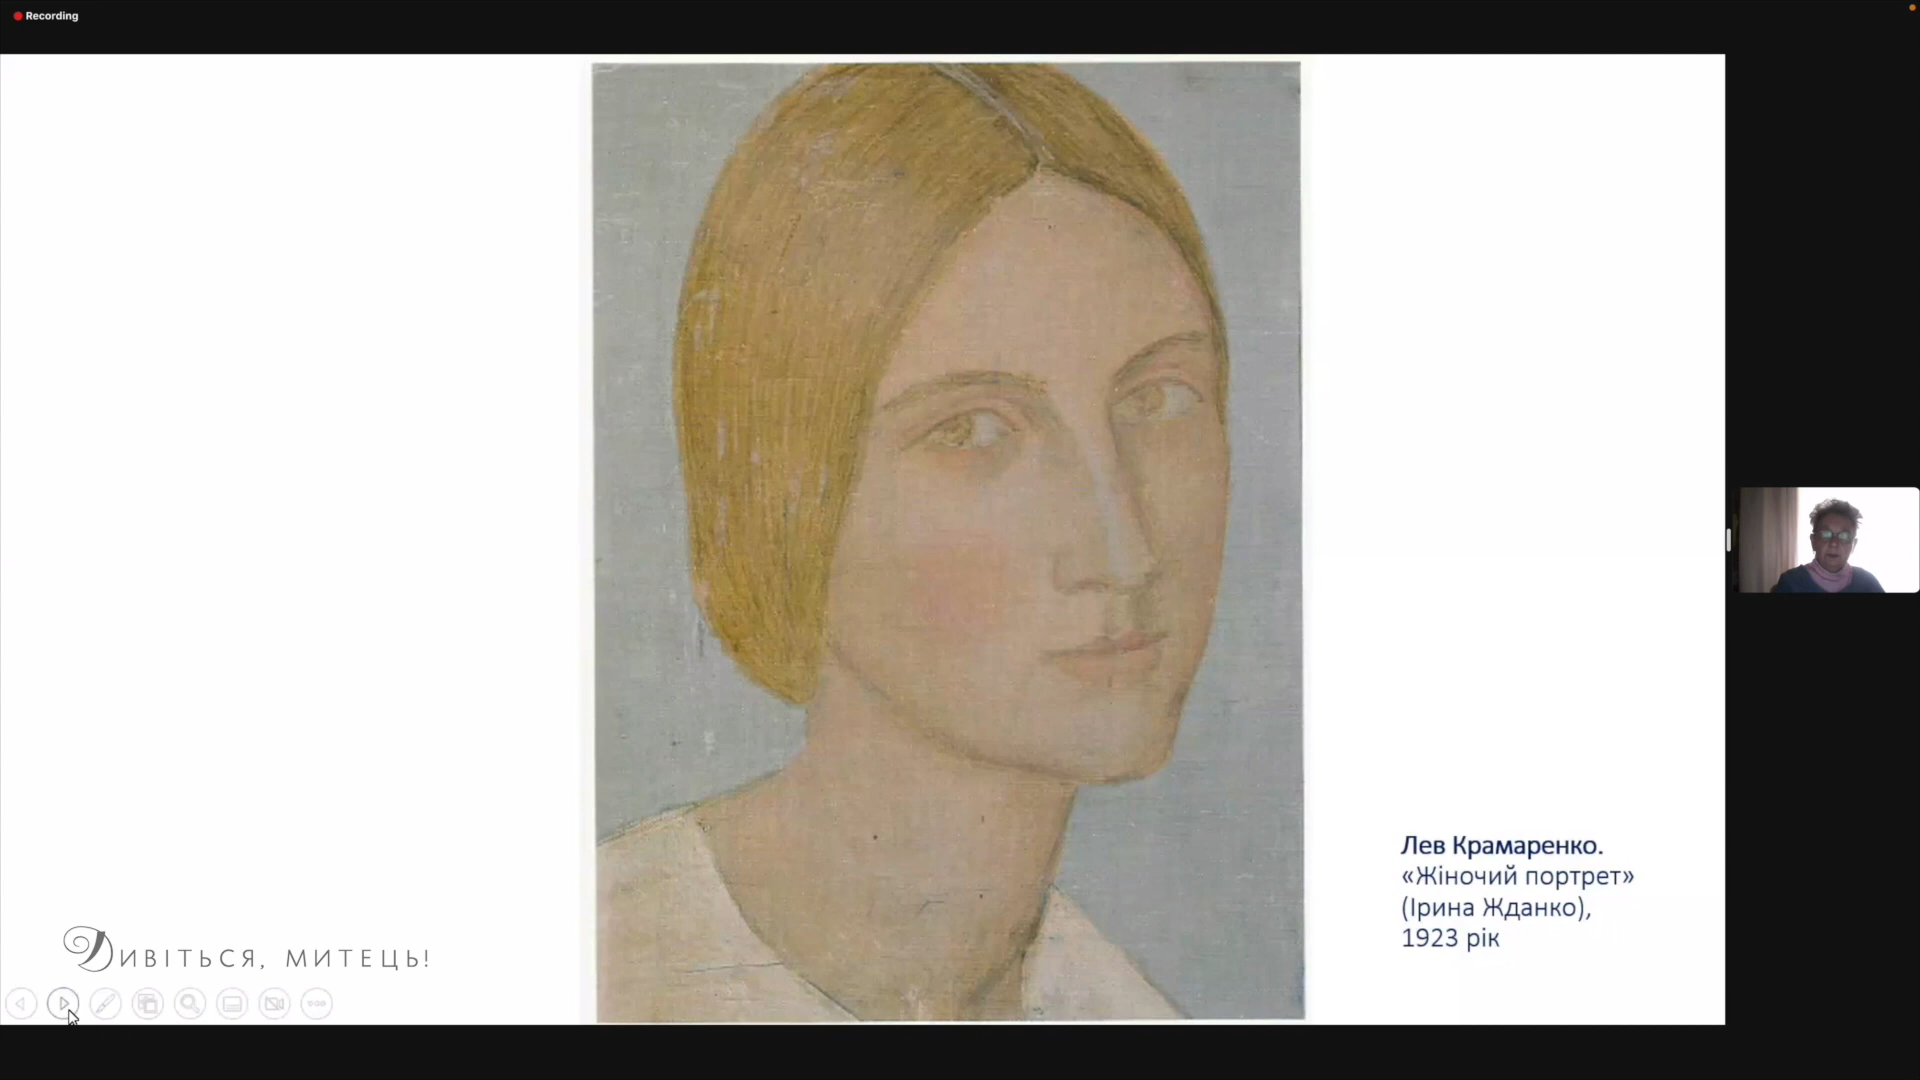 Recording
Лев Крамаренко.
«Жіночий портрет»
(Ірина Жданко),
1923 рік
Дивіться, митець!